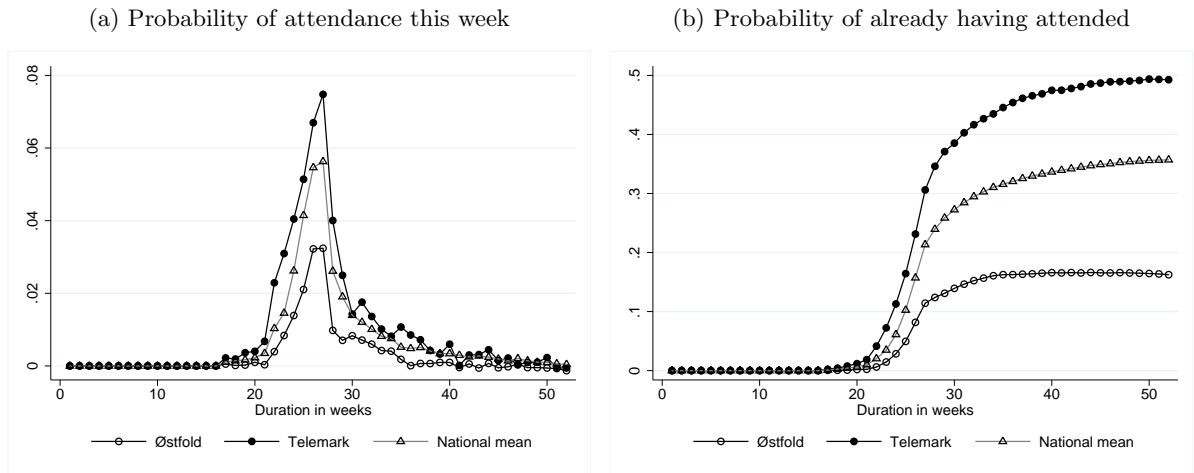 (a) Probability of attendance this week
(b) Probability of already having attended
.08
.06
.04
.02
0
0
10
20
30
40
50
Duration in weeks
Østfold
Telemark
National mean
.5
.4
.3
.2
.1
0
0
10
20
30
40
50
Duration in weeks
Østfold
Telemark
National mean